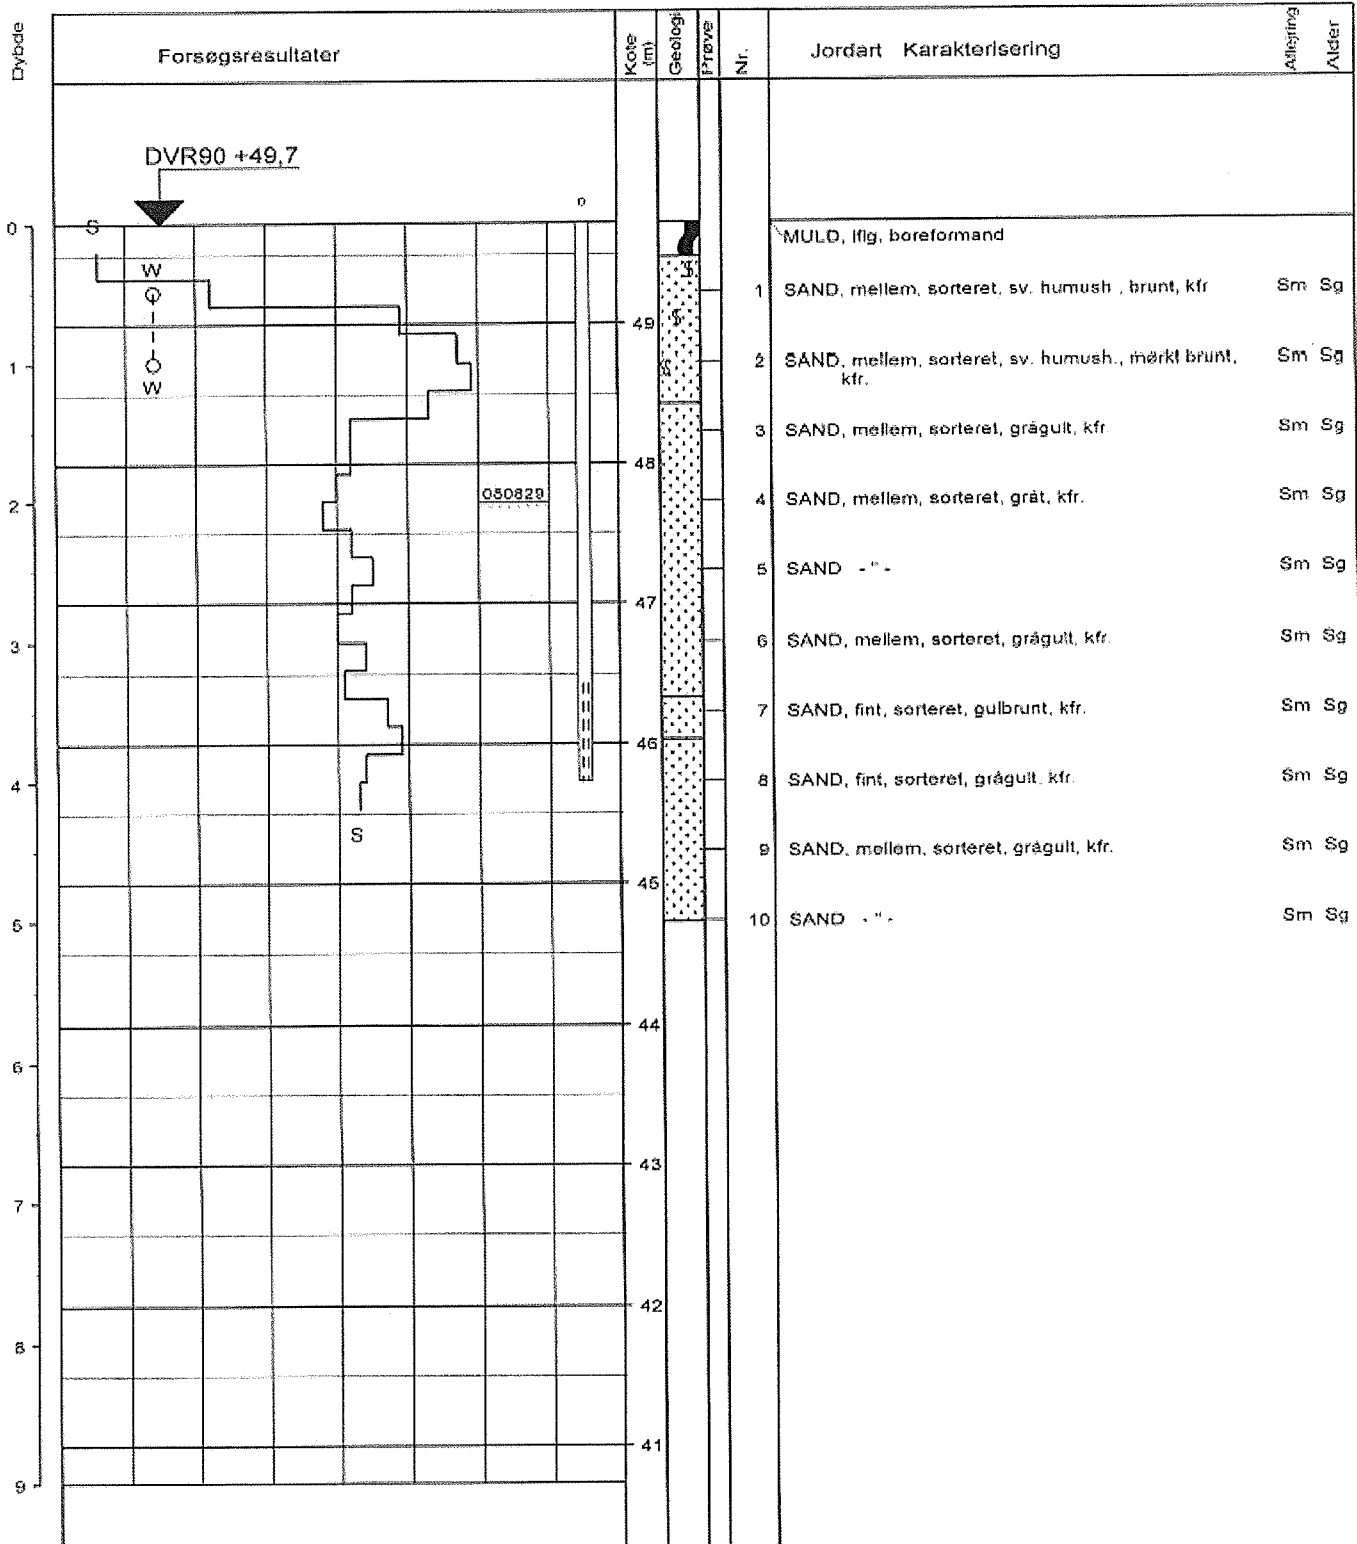 Dybde
Forsøgsresultater
Kote (m)
Geologi
Prøve
Nr.
Jordart Karakterisering
Aflejring
Alder
DVR90 +49,7
0
S
o
MULD, iflg. boreformand
W
1 SAND, mellem, sorteret, sv. humush., brunt, kfr Sm Sg
49
1
W
2 SAND, mellem, sorteret, sv. humush., mørkt brunt, Sm Sg
kfr.
3 SAND, mellem, sorteret, grågult, kfr. Sm Sg
48
2
080829
4 SAND, mellem, sorteret, gråt, kfr. Sm Sg
5 SAND - " - Sm Sg
47
3
6 SAND, mellem, sorteret, grågult, kfr. Sm Sg
7 SAND, fint, sorteret, gulbrunt, kfr. Sm Sg
46
4
8 SAND, fint, sorteret, grågult, kfr. Sm Sg
S
9 SAND, mellem, sorteret, grågult, kfr. Sm Sg
45
5
10 SAND - " - Sm Sg
44
6
43
7
42
8
41
9